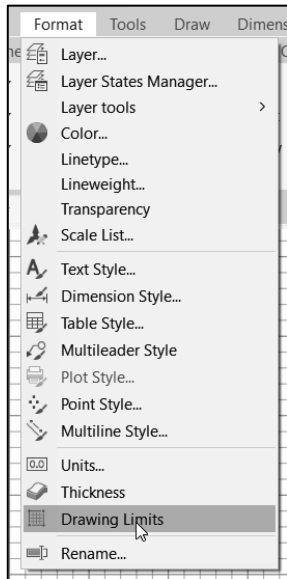 Format Tools Draw Dimens
Layer...
Layer States Manager...
Layer tools >
Color...
Linetype...
Lineweight...
Transparency
Scale List...
Text Style...
Dimension Style...
Table Style...
Multileader Style
Plot Style...
Point Style...
Multiline Style...
0.0 Units...
Thickness
Drawing Limits
Rename...